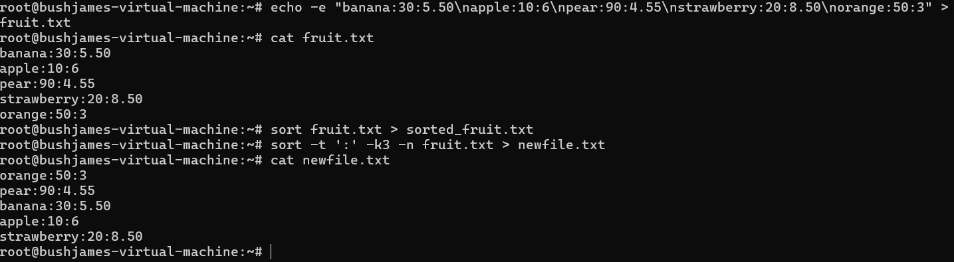 root@bushjames-virtual-machine:~# echo -e "banana:30:5.50\napple:10:6\npear:90:4.55\nstrawberry:20:8.50\norange:50:3" >
fruit.txt
root@bushjames-virtual-machine:~# cat fruit.txt
banana:30:5.50
apple:10:6
pear:90:4.55
strawberry:20:8.50
orange:50:3
root@bushjames-virtual-machine:~# sort fruit.txt > sorted_fruit.txt
root@bushjames-virtual-machine:~# sort -t ':' -k3 -n fruit.txt > newfile.txt
root@bushjames-virtual-machine:~# cat newfile.txt
orange:50:3
pear:90:4.55
banana:30:5.50
apple:10:6
strawberry:20:8.50
root@bushjames-virtual-machine:~#